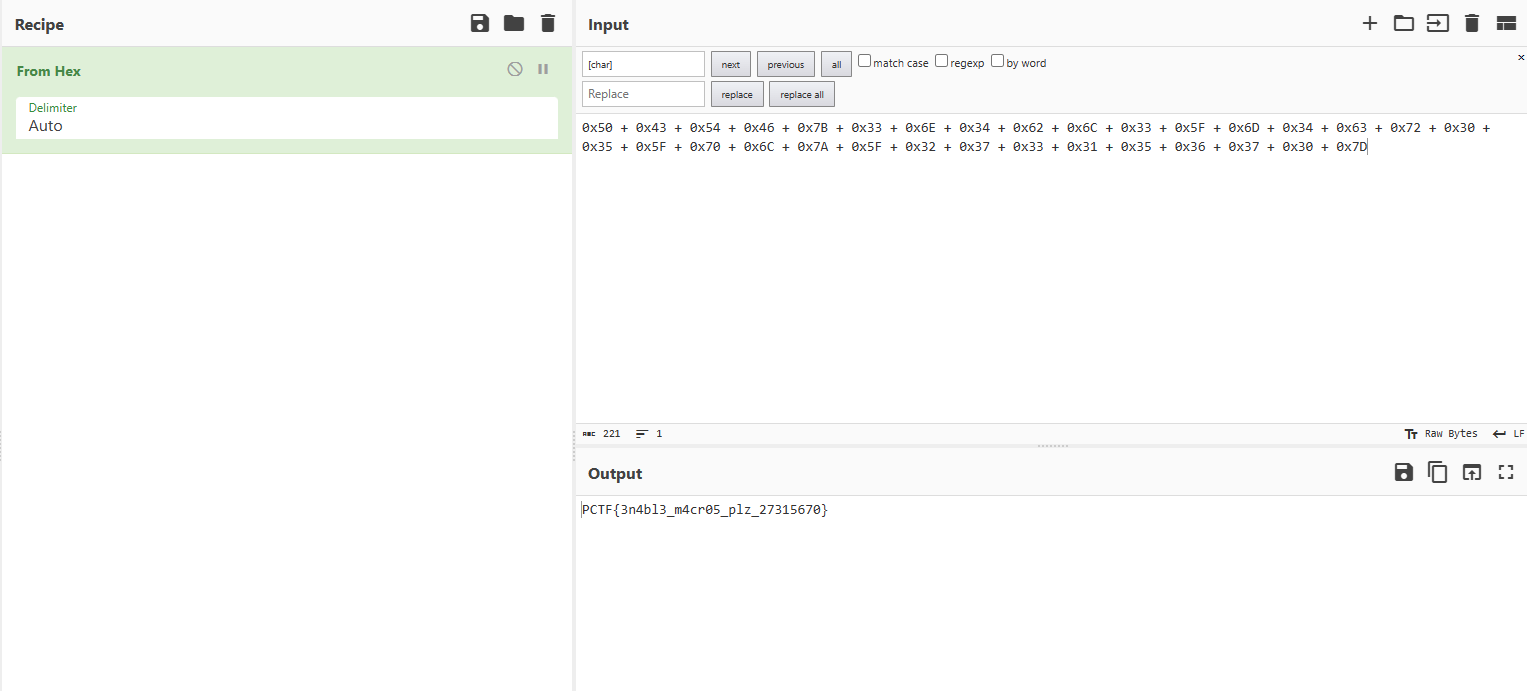 Recipe
Input
From Hex
Delimiter
Auto
[char] next previous all match case regexp by word ×
Replace replace replace all
0x50 + 0x43 + 0x54 + 0x46 + 0x7B + 0x33 + 0x6E + 0x34 + 0x62 + 0x6C + 0x33 + 0x5F + 0x6D + 0x34 + 0x63 + 0x72 + 0x30 +
0x35 + 0x5F + 0x70 + 0x6C + 0x7A + 0x5F + 0x32 + 0x37 + 0x33 + 0x31 + 0x35 + 0x36 + 0x37 + 0x30 + 0x7D
ABC 221 1 Tт Raw Bytes LF
Output
PCTF{3n4bl3_m4cr05_plz_27315670}